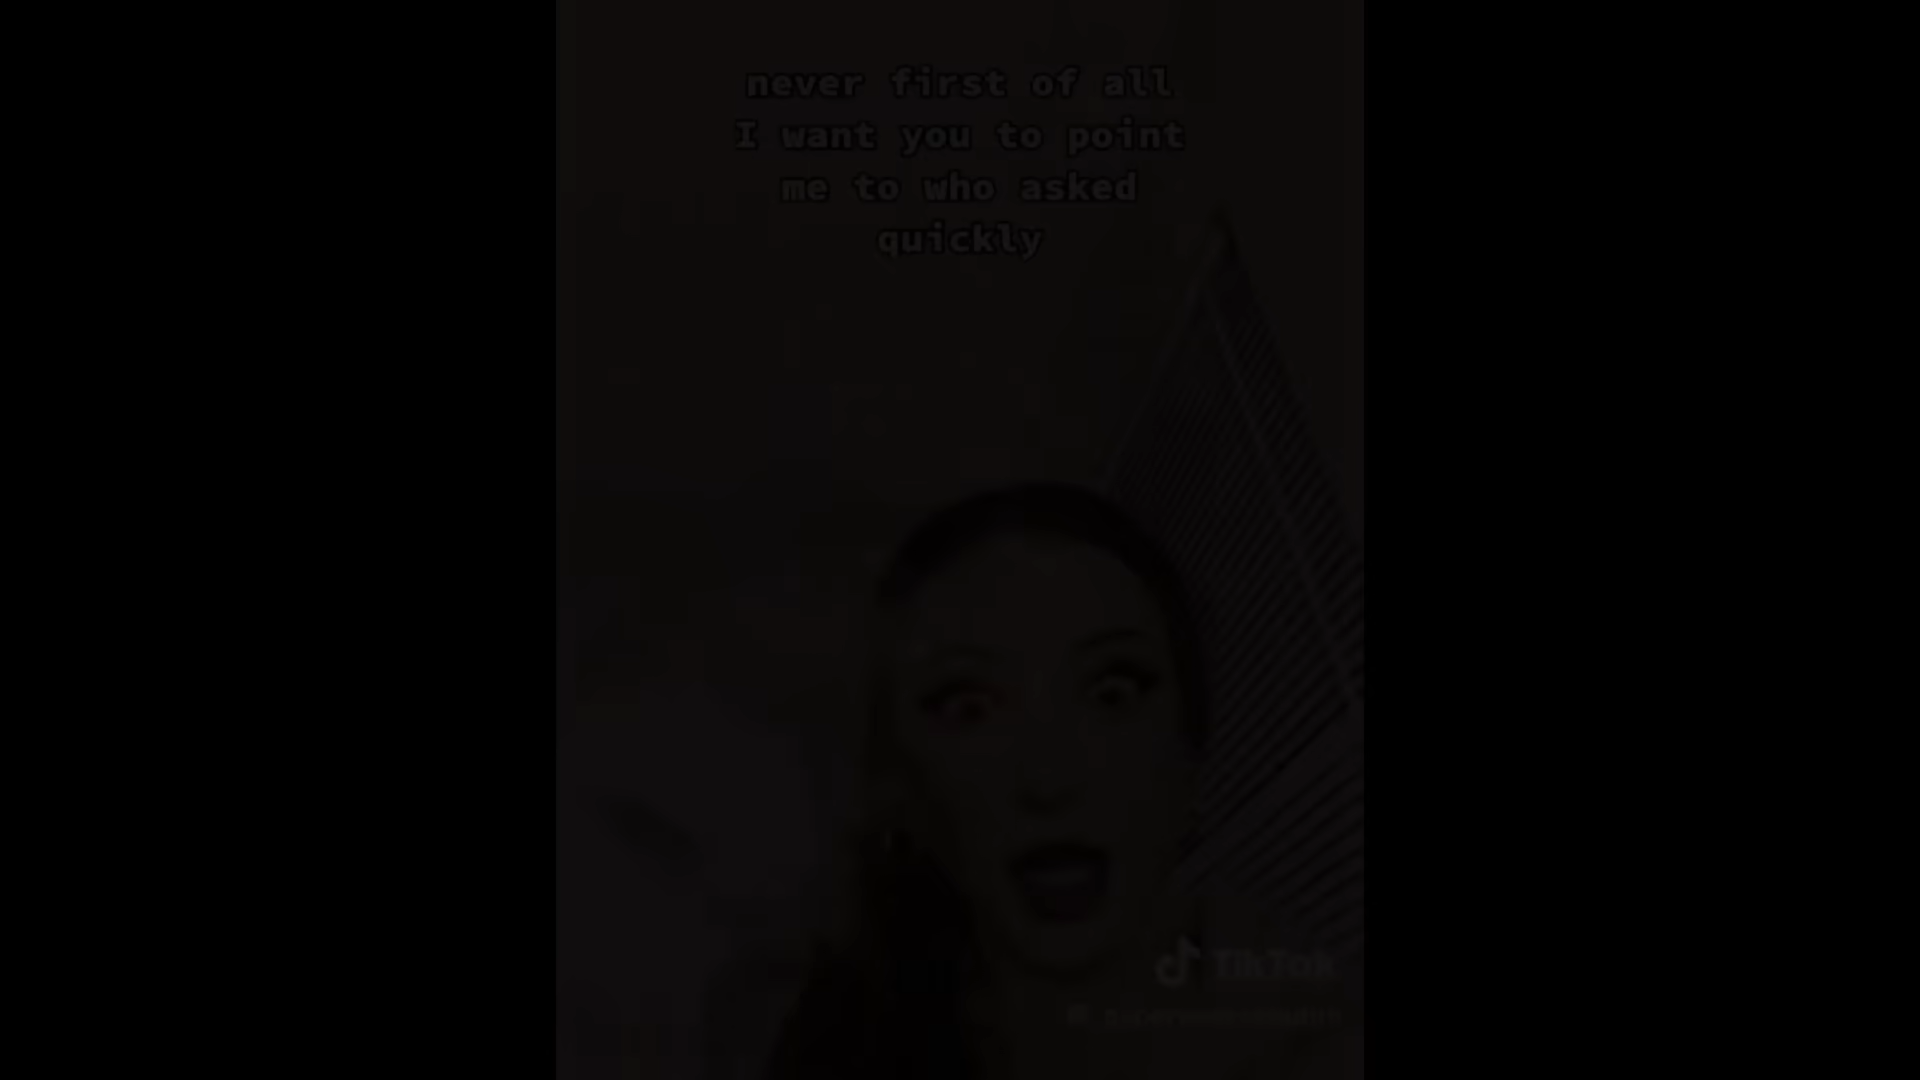 never first of all
I want you to point
me to who asked
quickly
TikTok